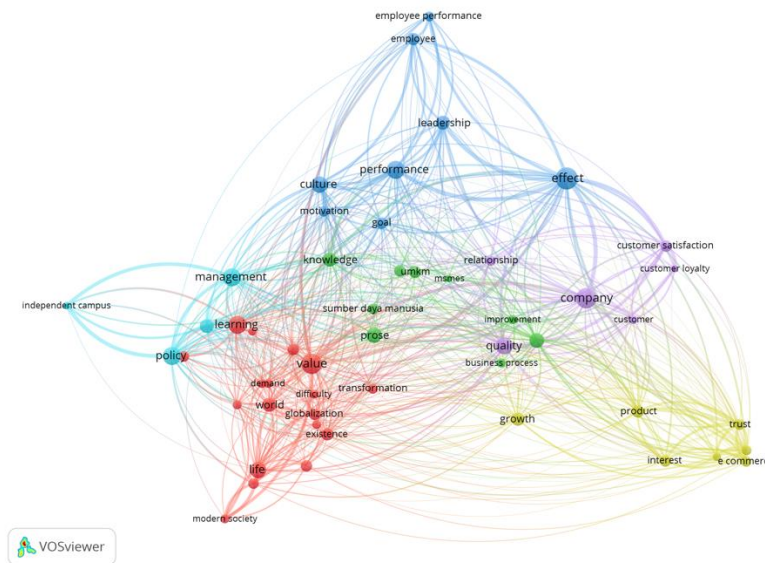 employee performance
employee
leadership
performance
effect
culture
motivation
goal
customer satisfaction
relationship
knowledge
customer loyalty
umkm
msmes
management
company
independent campus
sumber daya manusia
improvement
customer
learning
prose
quality
policy
business process
value
demand
transformation
difficulty
world
globalization
product
growth
trust
existence
interest
e commerc
life
modern society
VOSviewer